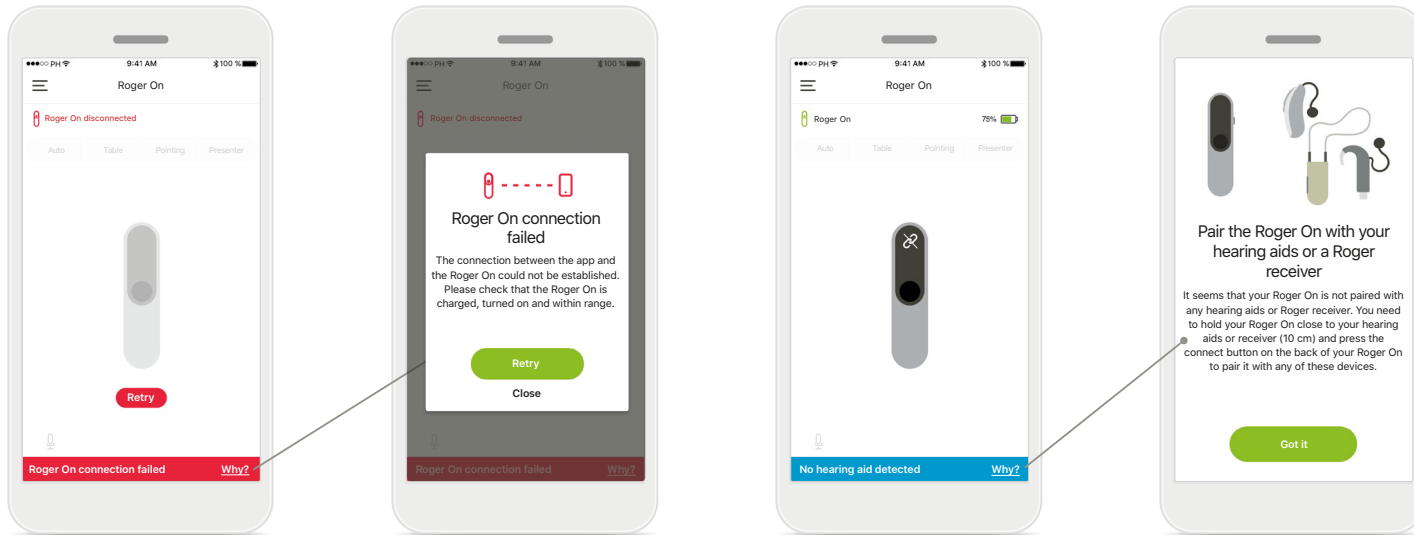 ●●●○○ PH 9:41 AM 100 %
Roger On
Roger On disconnected
Auto Table Pointing Presenter
Retry
Roger On connection failed Why?
●●●○○ PH 9:41 AM 100 %
Roger On
Roger On disconnected
Roger On connection
failed
The connection between the app and
the Roger On could not be established.
Please check that the Roger On is
charged, turned on and within range.
Retry
Close
Roger On connection failed Why?
●●●○○ PH 9:41 AM 100 %
Roger On
Roger On 75%
Auto Table Pointing Presenter
No hearing aid detected Why?
Pair the Roger On with your
hearing aids or a Roger
receiver
It seems that your Roger On is not paired with
any hearing aids or Roger receiver. You need
to hold your Roger On close to your hearing
aids or receiver (10 cm) and press the
connect button on the back of your Roger On
to pair it with any of these devices.
Got it